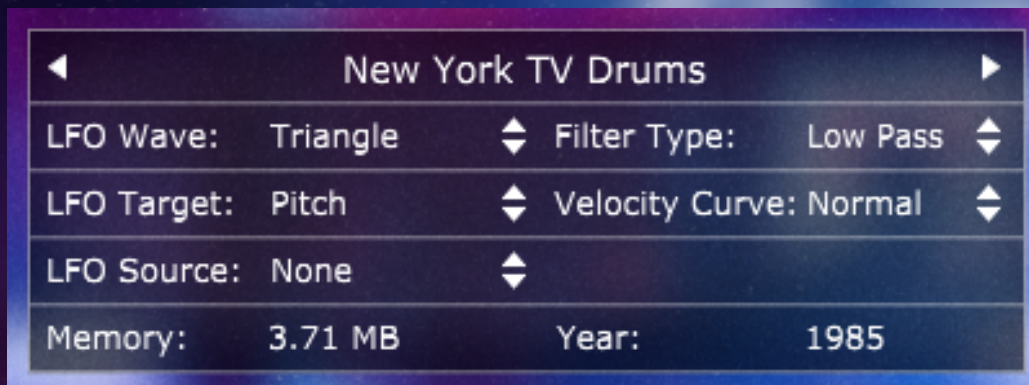 New York TV Drums
LFO Wave: Triangle Filter Type: Low Pass
LFO Target: Pitch Velocity Curve: Normal
LFO Source: None
Memory: 3.71 MB Year: 1985